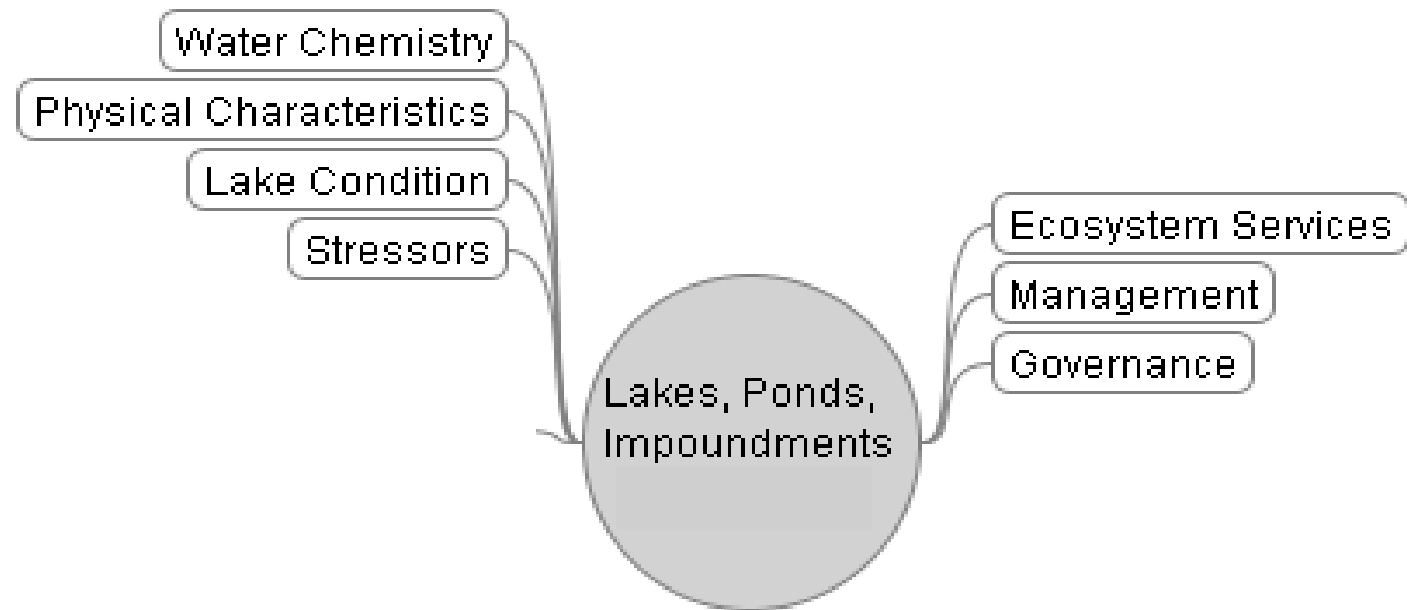 Water Chemistry
Physical Characteristics
Lake Condition
Stressors
Ecosystem Services
Management
Governance
Lakes, Ponds,
Impoundments